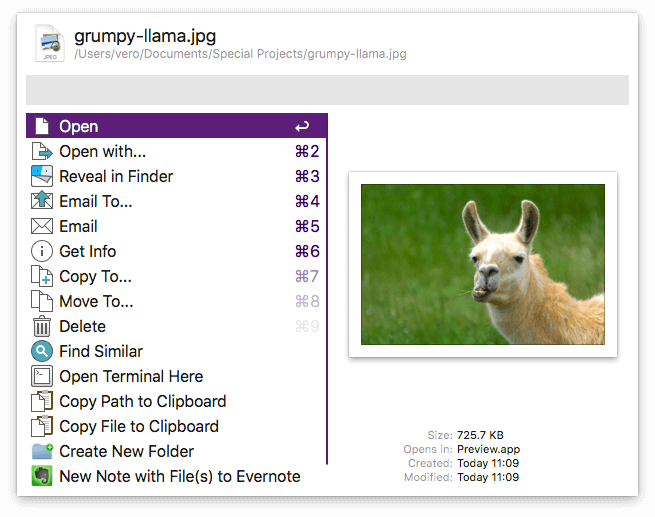 grumpy-llama.jpg
/Users/vero/Documents/Special Projects/grumpy-llama.jpg
JPEG
Open ↩
Open with... ⌘2
Reveal in Finder ⌘3
Email To... ⌘4
Email ⌘5
Get Info ⌘6
Copy To... ⌘7
Move To... ⌘8
Delete ⌘9
Find Similar
Open Terminal Here
Copy Path to Clipboard
Copy File to Clipboard
Create New Folder
New Note with File(s) to Evernote
Size: 725.7 KB
Opens in: Preview.app
Created: Today 11:09
Modified: Today 11:09